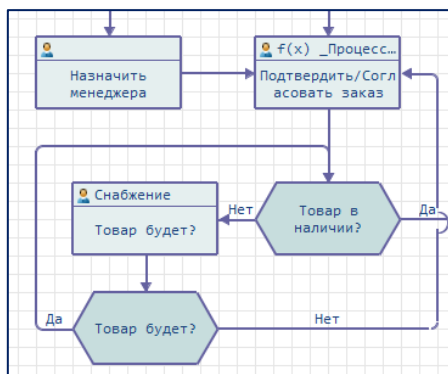 f(x) _Процесс...
Назначить
менеджера
Подтвердить/Согл
асовать заказ
Снабжение
Товар будет?
Нет
Товар в
наличии?
Да
Да
Товар будет?
Нет